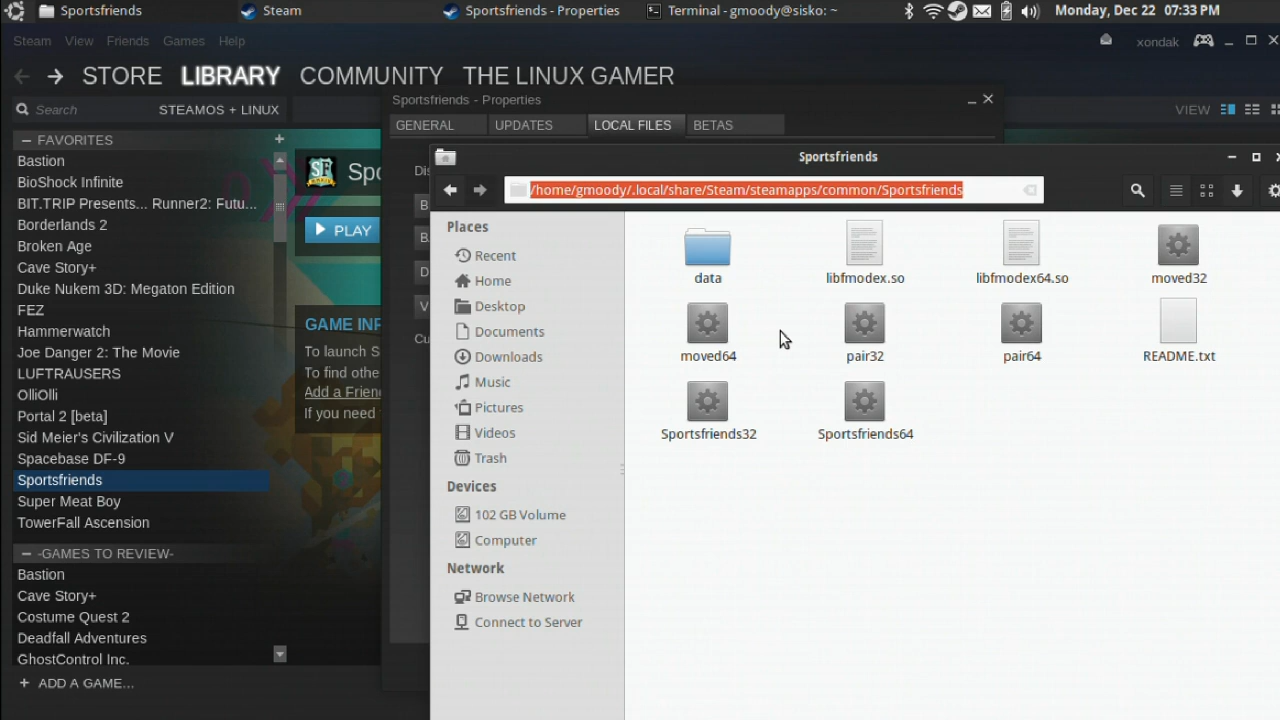 Sportsfriends
Steam
Sportsfriends - Properties
Terminal - gmoody@sisko: ~
Monday, Dec 22 07:33 PM
Steam View Friends Games Help
xondak
STORE LIBRARY COMMUNITY THE LINUX GAMER
Search
STEAMOS + LINUX
VIEW
Sportsfriends - Properties
GENERAL UPDATES LOCAL FILES BETAS
FAVORITES
Bastion
BioShock Infinite
BIT.TRIP Presents... Runner2: Futu...
Borderlands 2
Broken Age
Cave Story+
Duke Nukem 3D: Megaton Edition
FEZ
Hammerwatch
Joe Danger 2: The Movie
LUFTRAUSERS
OlliOlli
Portal 2 [beta]
Sid Meier's Civilization V
Spacebase DF-9
Sportsfriends
Super Meat Boy
TowerFall Ascension
-GAMES TO REVIEW-
Bastion
Cave Story+
Costume Quest 2
Deadfall Adventures
GhostControl Inc.
+ ADD A GAME...
SF
Spo
PLAY
GAME INF
To launch S
To find othe
Add a Frien
If you need
Dis
B
B
D
V
Cu
Sportsfriends
/home/gmoody/.local/share/Steam/steamapps/common/Sportsfriends
Places
Recent
Home
Desktop
Documents
Downloads
Music
Pictures
Videos
Trash
Devices
102 GB Volume
Computer
Network
Browse Network
Connect to Server
data libfmodex.so libfmodex64.so moved32
moved64 pair32 pair64 README.txt
Sportsfriends32 Sportsfriends64